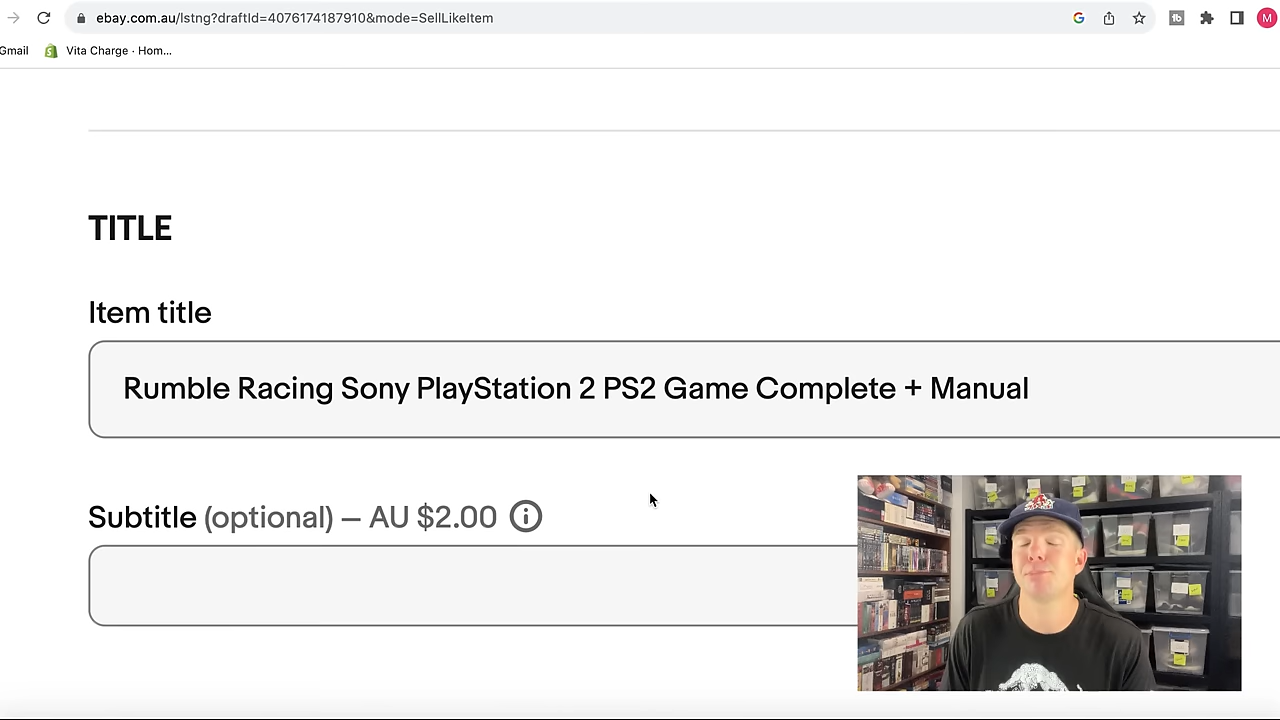 ebay.com.au/lstng?draftId=4076174187910&mode=SellLikeItem
M
Gmail
Vita Charge · Hom...
TITLE
Item title
Rumble Racing Sony PlayStation 2 PS2 Game Complete + Manual
Subtitle (optional) – AU $2.00